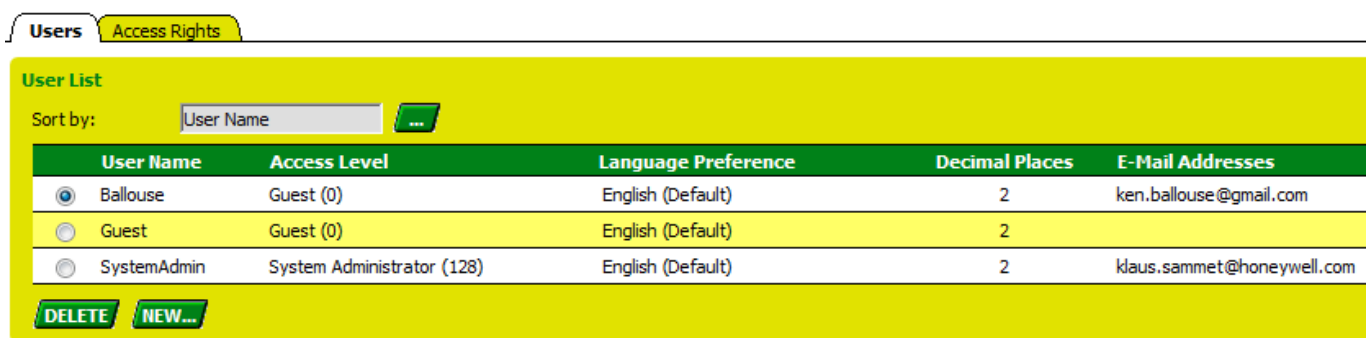 Users Access Rights
User List
Sort by: User Name ...
User Name Access Level Language Preference Decimal Places E-Mail Addresses
Ballouse Guest (0) English (Default) 2 ken.ballouse@gmail.com
Guest Guest (0) English (Default) 2
SystemAdmin System Administrator (128) English (Default) 2 klaus.sammet@honeywell.com
DELETE NEW...